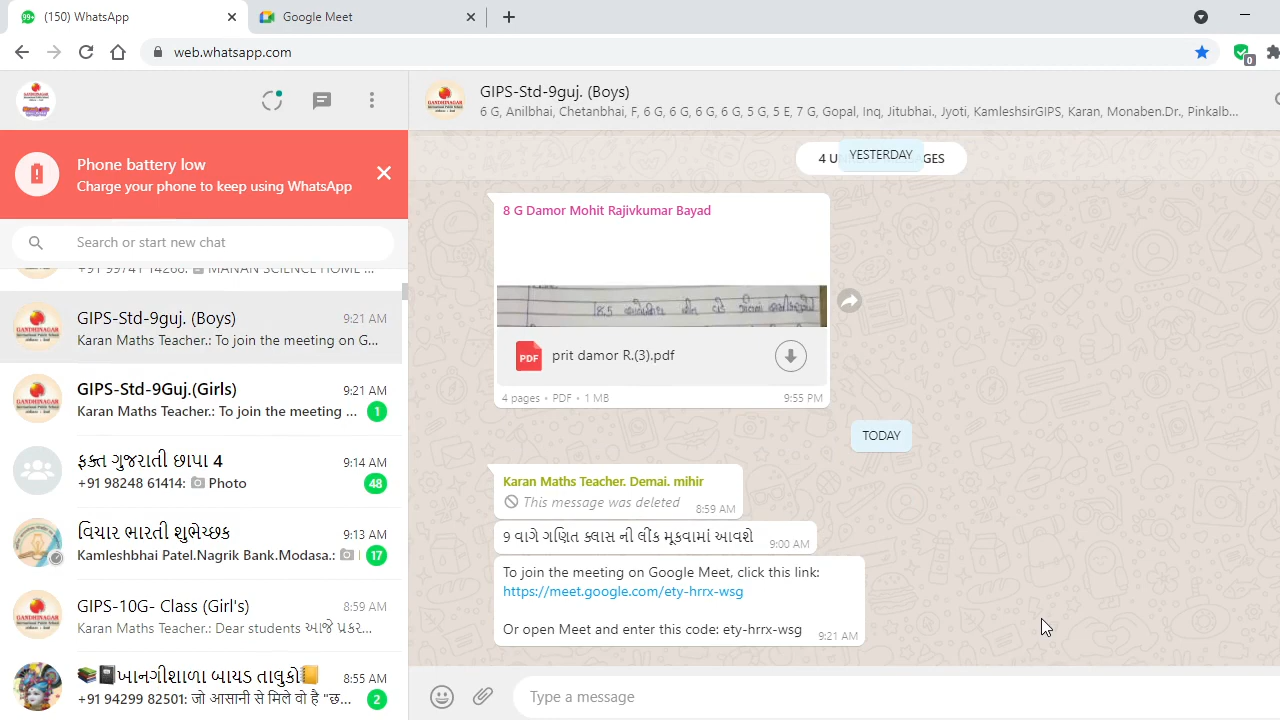 (150) WhatsApp
Google Meet
web.whatsapp.com
0
Phone battery low
Charge your phone to keep using WhatsApp
Search or start new chat
MANAN SCIENCE HOME ...
GIPS-Std-9guj. (Boys) 9:21 AM
Karan Maths Teacher.: To join the meeting on G...
GIPS-Std-9Guj.(Girls) 9:21 AM
Karan Maths Teacher.: To join the meeting ... 1
ફક્ત ગુજરાતી છાપા 4 9:14 AM
+91 98248 61414: Photo 48
વિચાર ભારતી શુભેચ્છક 9:13 AM
Kamleshbhai Patel.Nagrik Bank.Modasa.: 17
GIPS-10G- Class (Girl's) 8:59 AM
Karan Maths Teacher.: Dear students આજે પ્રકર...
ખાનગીશાળા બાયડ તાલુકો 8:55 AM
+91 94299 82501: जो आसानी से मिले वो है "छ... 2
GIPS-Std-9guj. (Boys)
6 G, Anilbhai, Chetanbhai, F, 6 G, 6 G, 6 G, 6 G, 5 G, 5 E, 7 G, Gopal, Inq, Jitubhai., Jyoti, KamleshsirGIPS, Karan, Monaben.Dr., Pinkalb...
YESTERDAY
8 G Damor Mohit Rajivkumar Bayad
PDF prit damor R.(3).pdf
4 pages • PDF • 1 MB 9:55 PM
TODAY
Karan Maths Teacher. Demai. mihir
This message was deleted 8:59 AM
9 વાગે ગણિત ક્લાસ ની લીંક મૂકવામાં આવશે 9:00 AM
To join the meeting on Google Meet, click this link:
https://meet.google.com/ety-hrrx-wsg
Or open Meet and enter this code: ety-hrrx-wsg 9:21 AM
Type a message